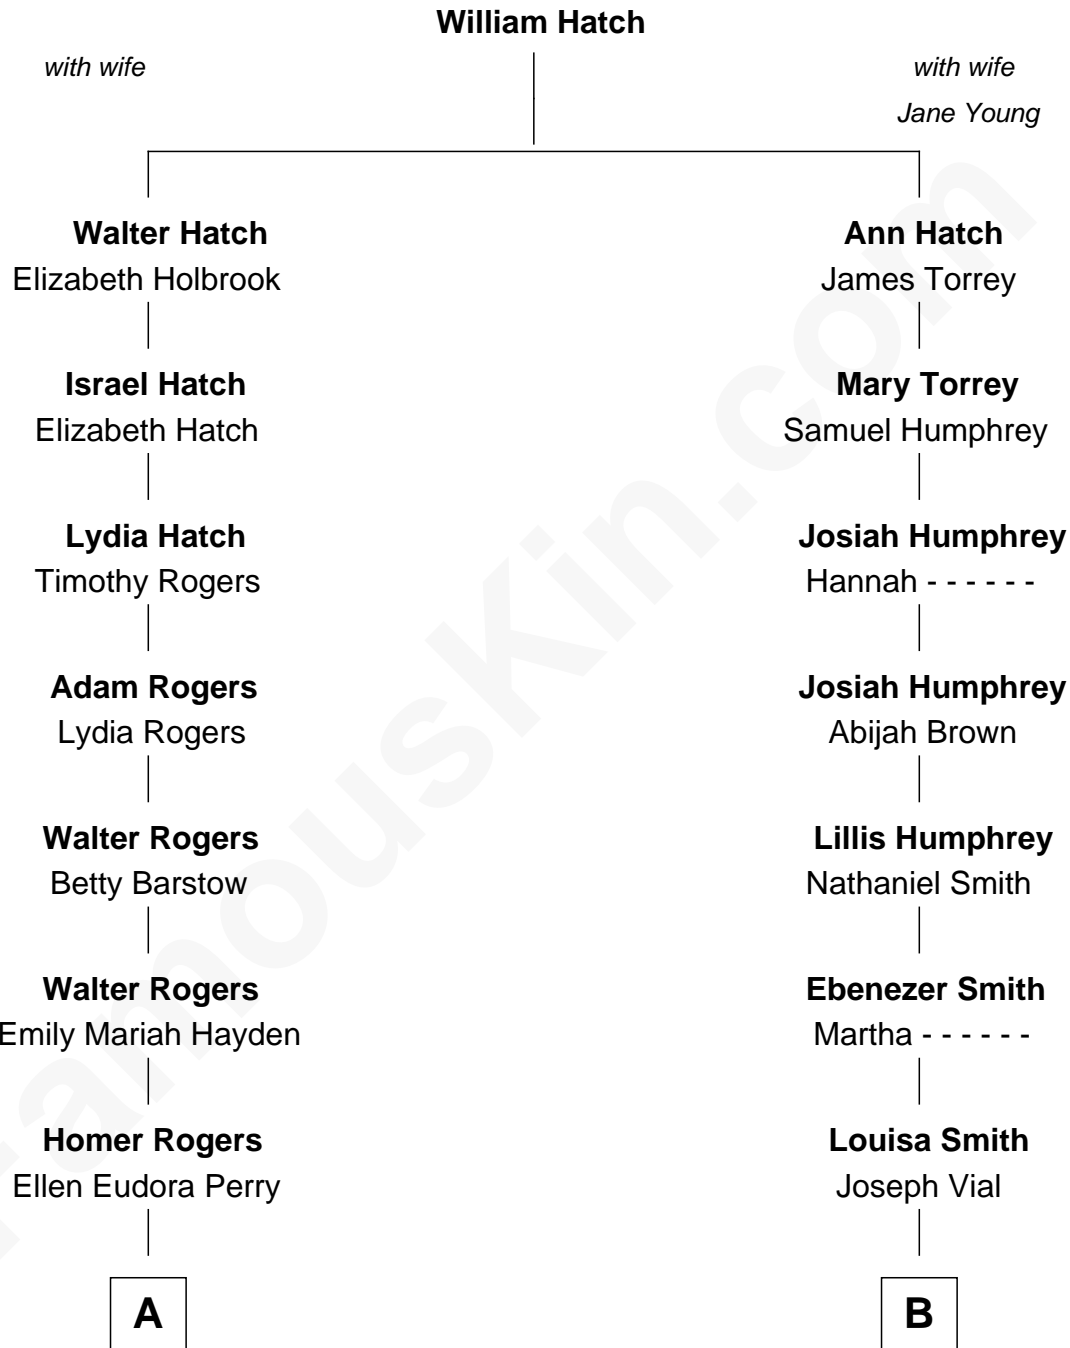 William Hatch
with wife
with wife
Jane Young
Walter Hatch
Elizabeth Holbrook
Ann Hatch
James Torrey
Israel Hatch
Elizabeth Hatch
Mary Torrey
Samuel Humphrey
Lydia Hatch
Timothy Rogers
Josiah Humphrey
Hannah - - - - - -
Adam Rogers
Lydia Rogers
Josiah Humphrey
Abijah Brown
Walter Rogers
Betty Barstow
Lillis Humphrey
Nathaniel Smith
Walter Rogers
Emily Mariah Hayden
Ebenezer Smith
Martha - - - - - -
Homer Rogers
Ellen Eudora Perry
Louisa Smith
Joseph Vial
A
B
FamousKin.com